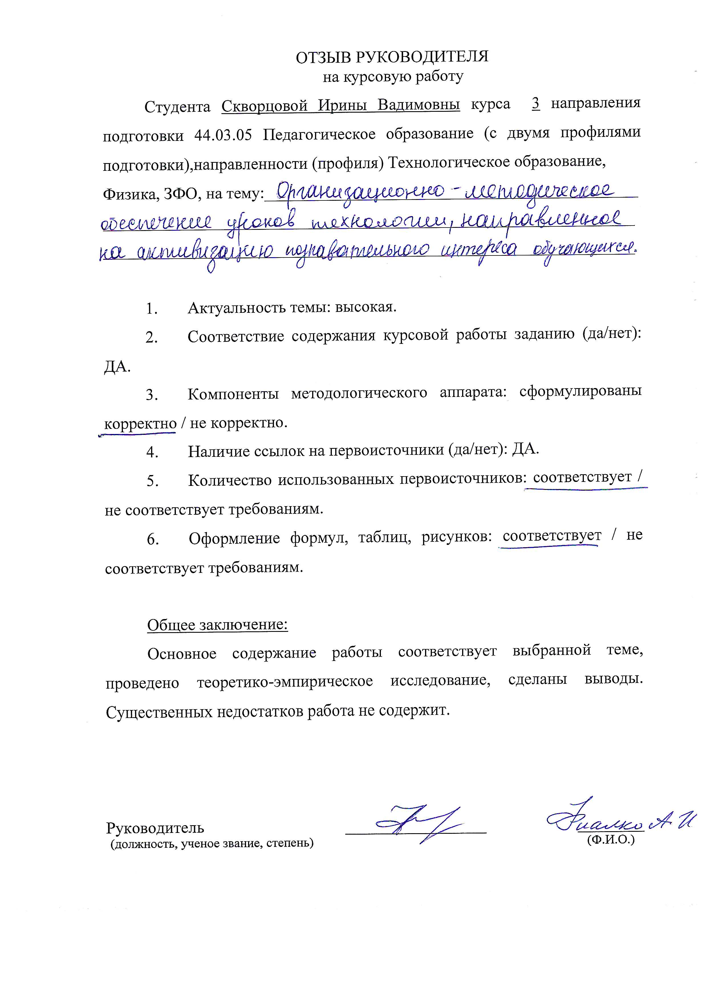 ОТЗЫВ РУКОВОДИТЕЛЯ
на курсовую работу
Студента Скворцовой Ирины Вадимовны курса 3 направления
подготовки 44.03.05 Педагогическое образование (с двумя профилями
подготовки),направленности (профиля) Технологическое образование,
Физика, ЗФО, на тему: Организационно - методическое
обеспечение уроков технологии, направленное
на активизацию познавательного интереса обучающихся.
1. Актуальность темы: высокая.
2. Соответствие содержания курсовой работы заданию (да/нет):
ДА.
3. Компоненты методологического аппарата: сформулированы
корректно / не корректно.
4. Наличие ссылок на первоисточники (да/нет): ДА.
5. Количество использованных первоисточников: соответствует /
не соответствует требованиям.
6. Оформление формул, таблиц, рисунков: соответствует / не
соответствует требованиям.
Общее заключение:
Основное содержание работы соответствует выбранной теме,
проведено теоретико-эмпирическое исследование, сделаны выводы.
Существенных недостатков работа не содержит.
Руководитель А И
(должность, ученое звание, степень) (Ф.И.О.)